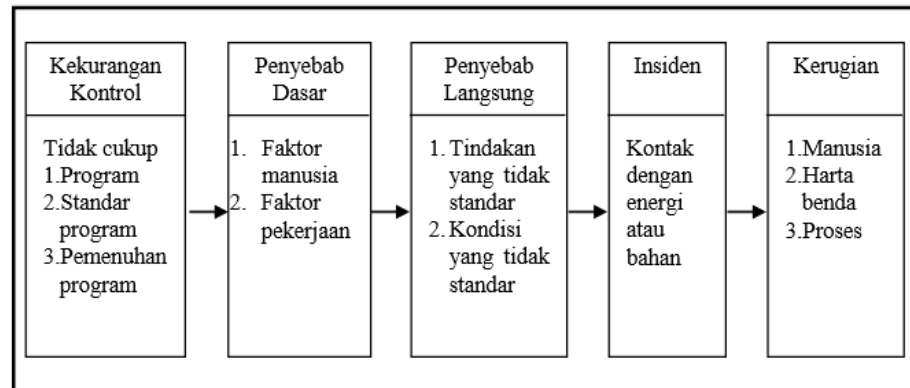 Kekurangan
Kontrol
Tidak cukup
1.Program
2.Standar
program
3.Pemenuhan
program
Penyebab
Dasar
1. Faktor
manusia
2. Faktor
pekerjaan
Penyebab
Langsung
1. Tindakan
yang tidak
standar
2. Kondisi
yang tidak
standar
Insiden
Kontak
dengan
energi
atau
bahan
Kerugian
1.Manusia
2.Harta
benda
3.Proses